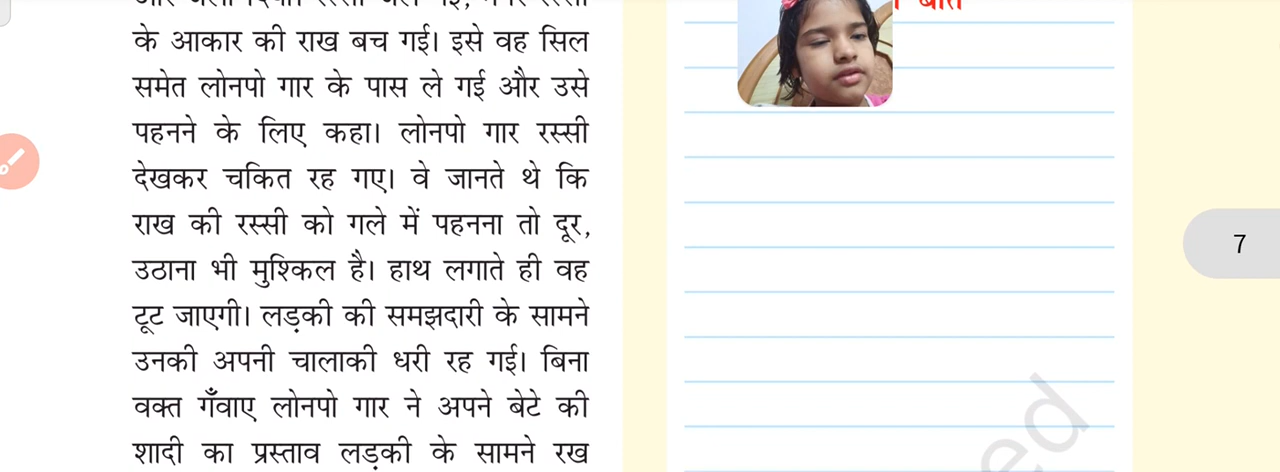 के आकार की राख बच गई। इसे वह सिल
समेत लोनपो गार के पास ले गई और उसे
पहनने के लिए कहा। लोनपो गार रस्सी
देखकर चकित रह गए। वे जानते थे कि
राख की रस्सी को गले में पहनना तो दूर,
उठाना भी मुश्किल है। हाथ लगाते ही वह
टूट जाएगी। लड़की की समझदारी के सामने
उनकी अपनी चालाकी धरी रह गई। बिना
वक्त गँवाए लोनपो गार ने अपने बेटे की
शादी का प्रस्ताव लड़की के सामने रख
बात
7
ed